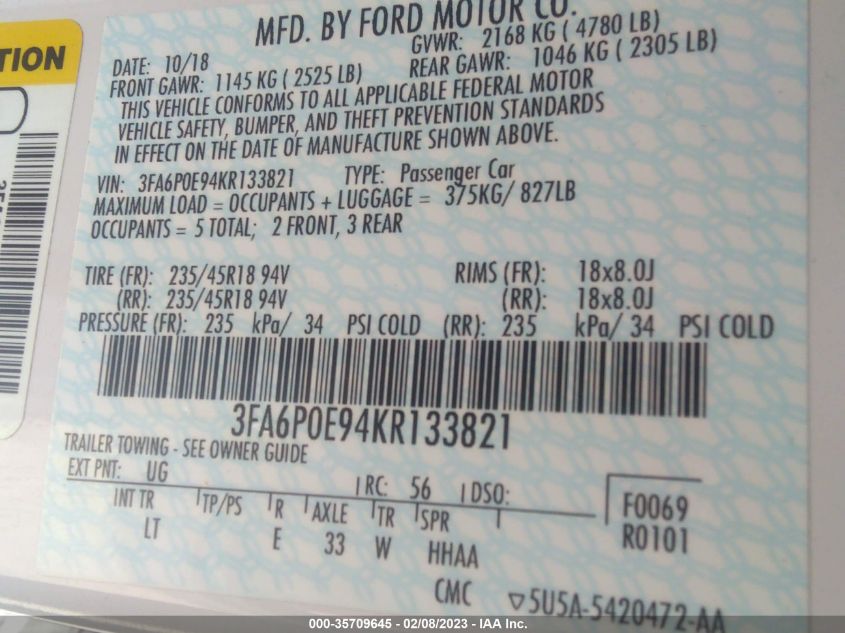 TION
MFD. BY FORD MOTOR CO.
DATE: 10/18 GVWR: 2168 KG ( 4780 LB)
FRONT GAWR: 1145 KG ( 2525 LB) REAR GAWR: 1046 KG ( 2305 LB)
THIS VEHICLE CONFORMS TO ALL APPLICABLE FEDERAL MOTOR
VEHICLE SAFETY, BUMPER, AND THEFT PREVENTION STANDARDS
IN EFFECT ON THE DATE OF MANUFACTURE SHOWN ABOVE.
VIN: 3FA6P0E94KR133821 TYPE: Passenger Car
MAXIMUM LOAD = OCCUPANTS + LUGGAGE = 375KG/ 827LB
OCCUPANTS = 5 TOTAL; 2 FRONT, 3 REAR
TIRE (FR): 235/45R18 94V RIMS (FR): 18x8.0J
(RR): 235/45R18 94V (RR): 18x8.0J
PRESSURE (FR): 235 kPa/ 34 PSI COLD (RR): 235 kPa/ 34 PSI COLD
3FA6P0E94KR133821
TRAILER TOWING - SEE OWNER GUIDE
EXT PNT: UG RC: 56 DSO:
INT TR TP/PS R AXLE TR SPR F0069
LT E 33 W HHAA R0101
CMC 5U5A-5420472-AA
000-35709645 - 02/08/2023 - IAA Inc.